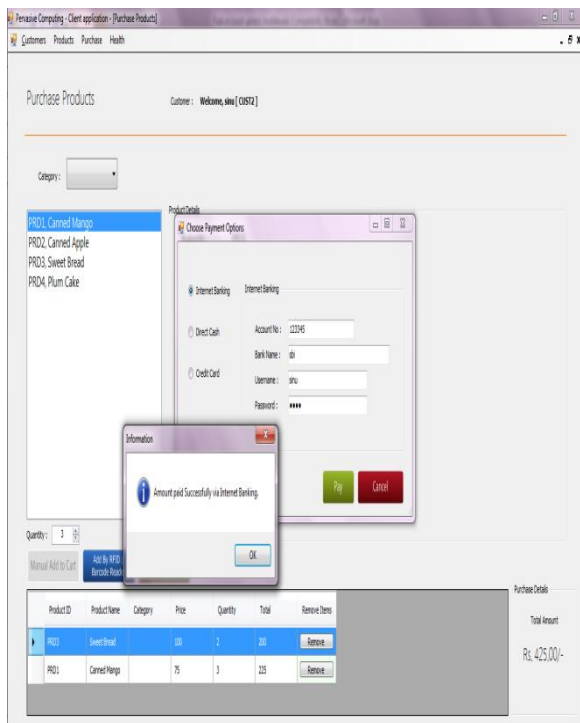 Pervasive Computing - Client application - [Purchase Products]
Customers Products Purchase Health
Purchase Products
Customer : Welcome, sinu [ CUST2 ]
Category :
PRD1, Canned Mango
PRD2, Canned Apple
PRD3, Sweet Bread
PRD4, Plum Cake
Product Details
Choose Payment Options
Internet Banking
Direct Cash
Credit Card
Internet Banking
Account No : 123345
Bank Name : sbi
Username : sinu
Password : ••••
Pay Cancel
Information
Amount paid Successfully via Internet Banking.
OK
Quantity : 3
Manual Add to Cart
Add By RFID
Barcode Reade
Product ID Product Name Category Price Quantity Total Remove Items
PRD3 Sweet Bread 100 2 200 Remove
PRD1 Canned Mango 75 3 225 Remove
Purchase Details
Total Amount
Rs. 425.00/-